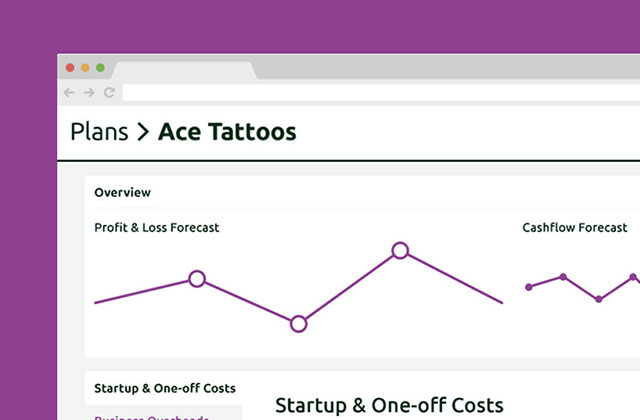 Plans > Ace Tattoos
Overview
Profit & Loss Forecast
Cashflow Forecast
Startup & One-off Costs
Startup & One-off Costs
Business Overheads